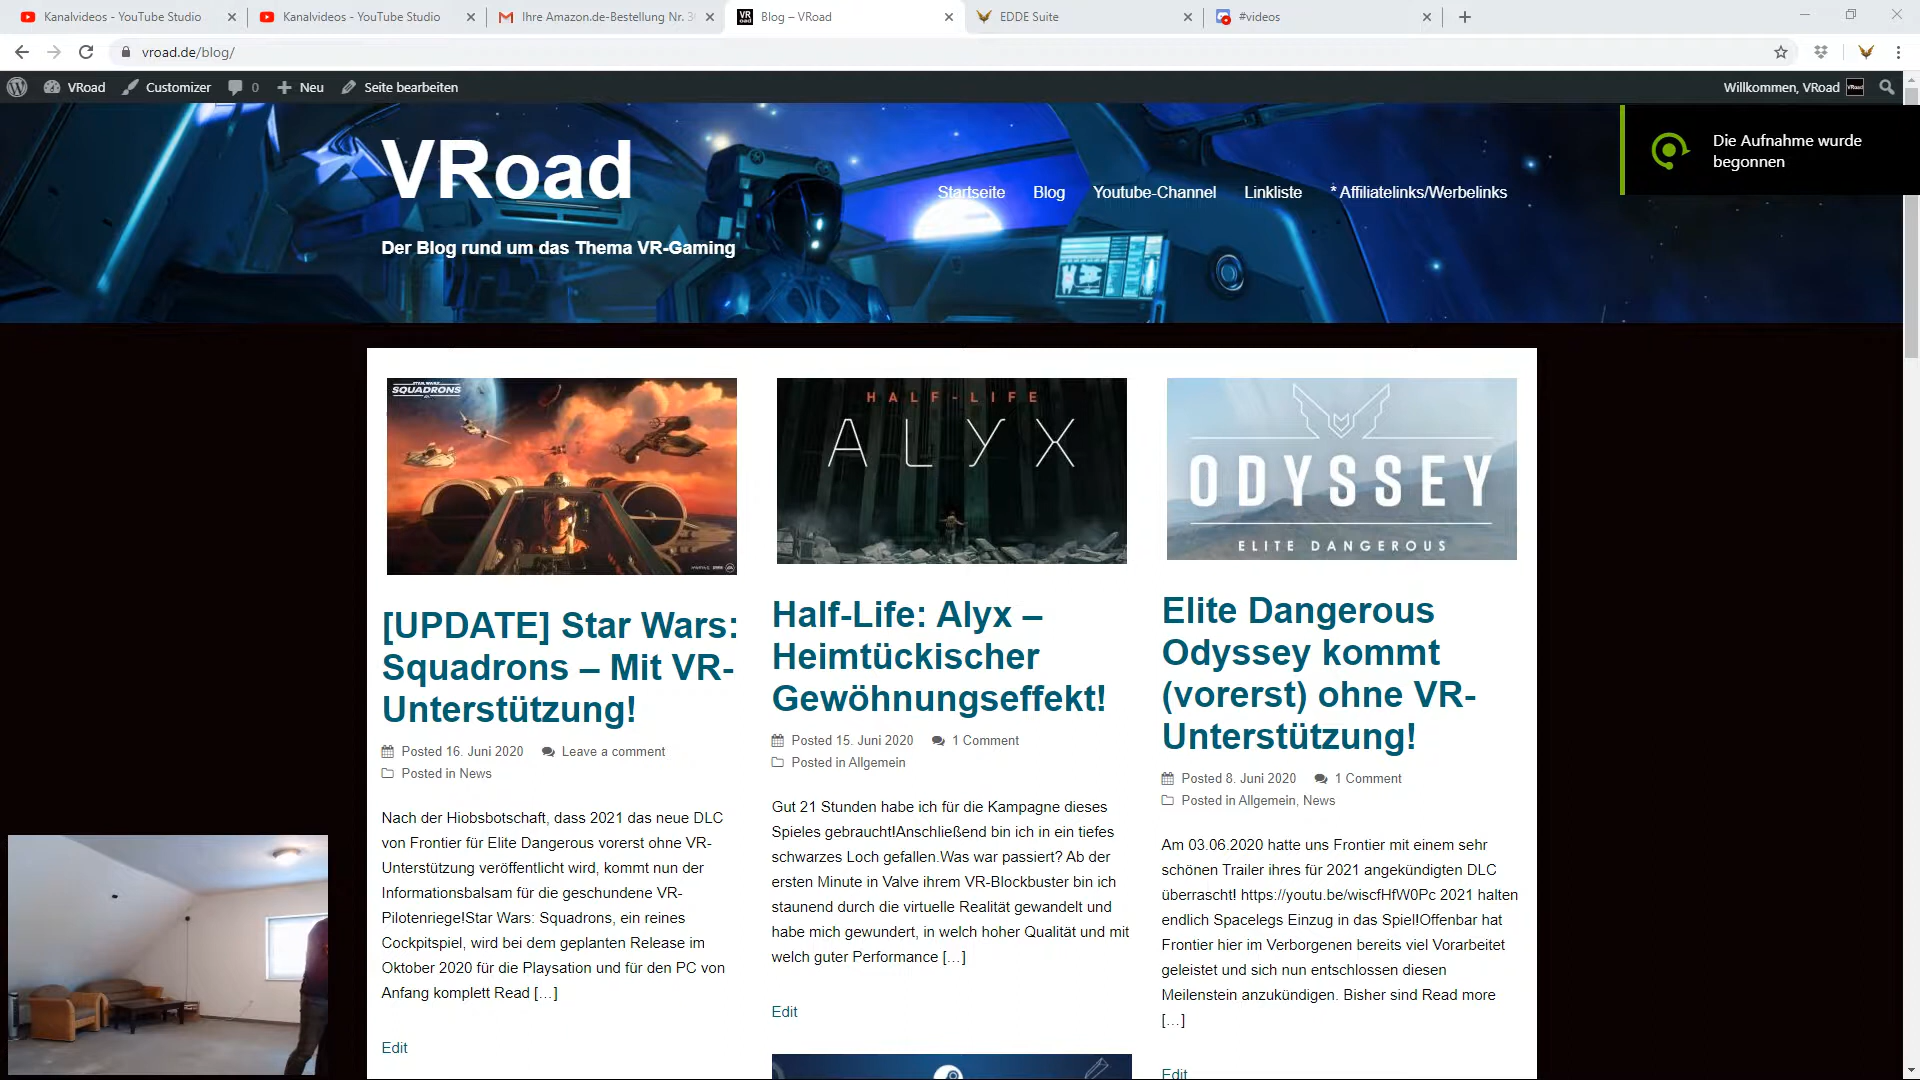 Kanalvideos - YouTube Studio
Kanalvideos - YouTube Studio
Ihre Amazon.de-Bestellung Nr.
Blog – VRoad
EDDE Suite
#videos
vroad.de/blog/
VRoad
Customizer
0
Neu
Seite bearbeiten
Willkommen, VRoad
Die Aufnahme wurde
begonnen
VRoad
Der Blog rund um das Thema VR-Gaming
Startseite
Blog
Youtube-Channel
Linkliste
* Affiliatelinks/Werbelinks
STAR WARS
SQUADRONS
[UPDATE] Star Wars:
Squadrons – Mit VR-
Unterstützung!
Posted 16. Juni 2020
Leave a comment
Posted in News
Nach der Hiobsbotschaft, dass 2021 das neue DLC
von Frontier für Elite Dangerous vorerst ohne VR-
Unterstützung veröffentlicht wird, kommt nun der
Informationsbalsam für die geschundene VR-
Pilotenriege!Star Wars: Squadrons, ein reines
Cockpitspiel, wird bei dem geplanten Release im
Oktober 2020 für die Playsation und für den PC von
Anfang komplett Read […]
Edit
HALF-LIFE
ALYX
Half-Life: Alyx –
Heimtückischer
Gewöhnungseffekt!
Posted 15. Juni 2020
1 Comment
Posted in Allgemein
Gut 21 Stunden habe ich für die Kampagne dieses
Spieles gebraucht!Anschließend bin ich in ein tiefes
schwarzes Loch gefallen.Was war passiert? Ab der
ersten Minute in Valve ihrem VR-Blockbuster bin ich
staunend durch die virtuelle Realität gewandelt und
habe mich gewundert, in welch hoher Qualität und mit
welch guter Performance […]
Edit
ODYSSEY
ELITE DANGEROUS
Elite Dangerous
Odyssey kommt
(vorerst) ohne VR-
Unterstützung!
Posted 8. Juni 2020
1 Comment
Posted in Allgemein, News
Am 03.06.2020 hatte uns Frontier mit einem sehr
schönen Trailer ihres für 2021 angekündigten DLC
überrascht! https://youtu.be/wiscfHfW0Pc 2021 halten
endlich Spacelegs Einzug in das Spiel!Offenbar hat
Frontier hier im Verborgenen bereits viel Vorarbeitet
geleistet und sich nun entschlossen diesen
Meilenstein anzukündigen. Bisher sind Read more
[…]
Edit